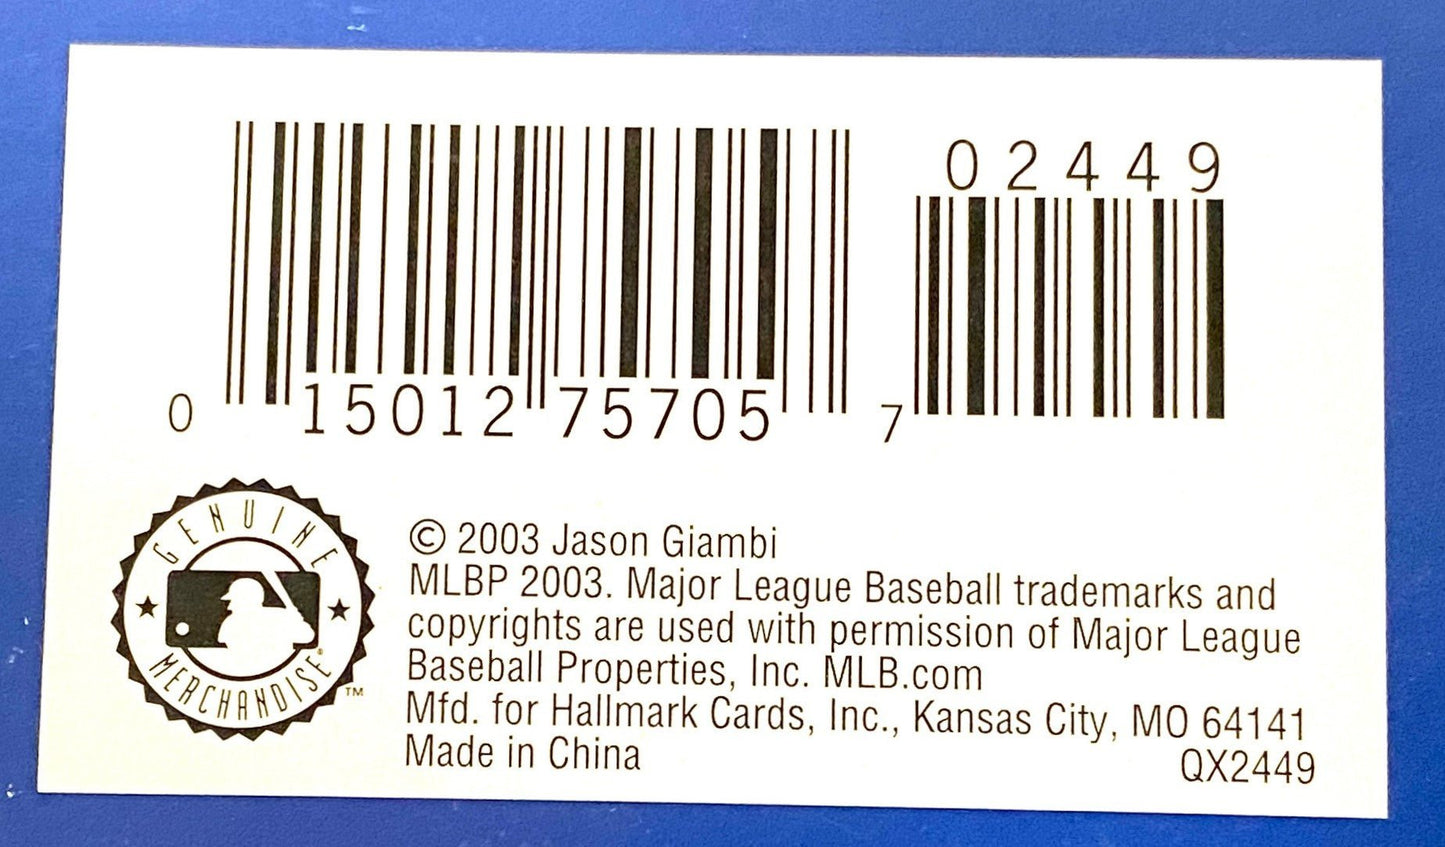 02449
0 15012 75705 7
GENUINE
MERCHANDISE®
™
© 2003 Jason Giambi
MLBP 2003. Major League Baseball trademarks and
copyrights are used with permission of Major League
Baseball Properties, Inc. MLB.com
Mfd. for Hallmark Cards, Inc., Kansas City, MO 64141
Made in China
QX2449